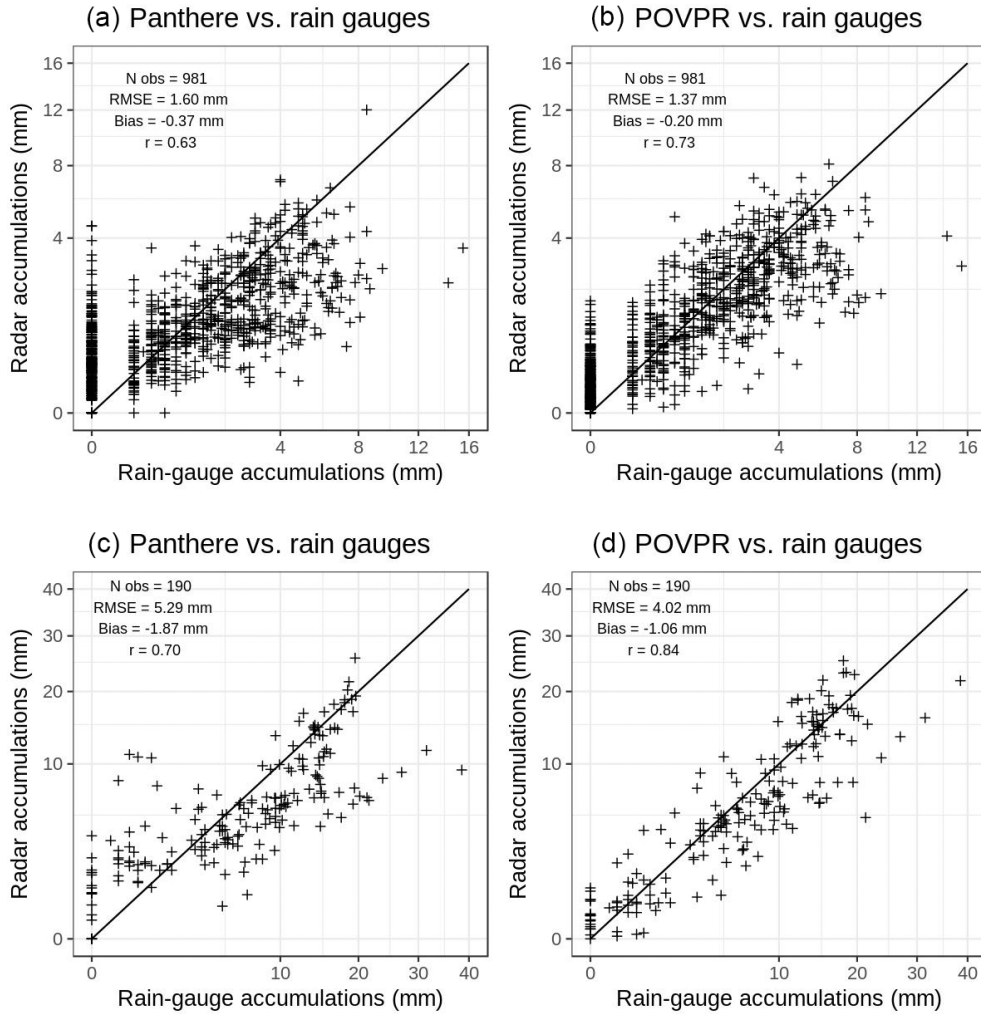 (a) Panthere vs. rain gauges
N obs = 981
RMSE = 1.60 mm
Bias = -0.37 mm
r = 0.63
Radar accumulations (mm)
16
12
8
4
0
0 4 8 12 16
Rain-gauge accumulations (mm)
(b) POVPR vs. rain gauges
N obs = 981
RMSE = 1.37 mm
Bias = -0.20 mm
r = 0.73
Radar accumulations (mm)
16
12
8
4
0
0 4 8 12 16
Rain-gauge accumulations (mm)
(c) Panthere vs. rain gauges
N obs = 190
RMSE = 5.29 mm
Bias = -1.87 mm
r = 0.70
Radar accumulations (mm)
40
30
20
10
0
0 10 20 30 40
Rain-gauge accumulations (mm)
(d) POVPR vs. rain gauges
N obs = 190
RMSE = 4.02 mm
Bias = -1.06 mm
r = 0.84
Radar accumulations (mm)
40
30
20
10
0
0 10 20 30 40
Rain-gauge accumulations (mm)